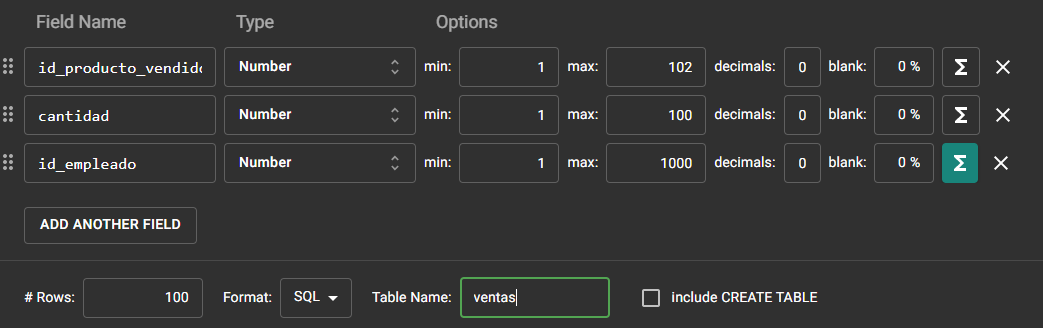 Field Name Type Options
id_producto_vendido Number min: 1 max: 102 decimals: 0 blank: 0 % Σ
cantidad Number min: 1 max: 100 decimals: 0 blank: 0 % Σ
id_empleado Number min: 1 max: 1000 decimals: 0 blank: 0 % Σ
ADD ANOTHER FIELD
# Rows: 100 Format: SQL Table Name: ventas include CREATE TABLE